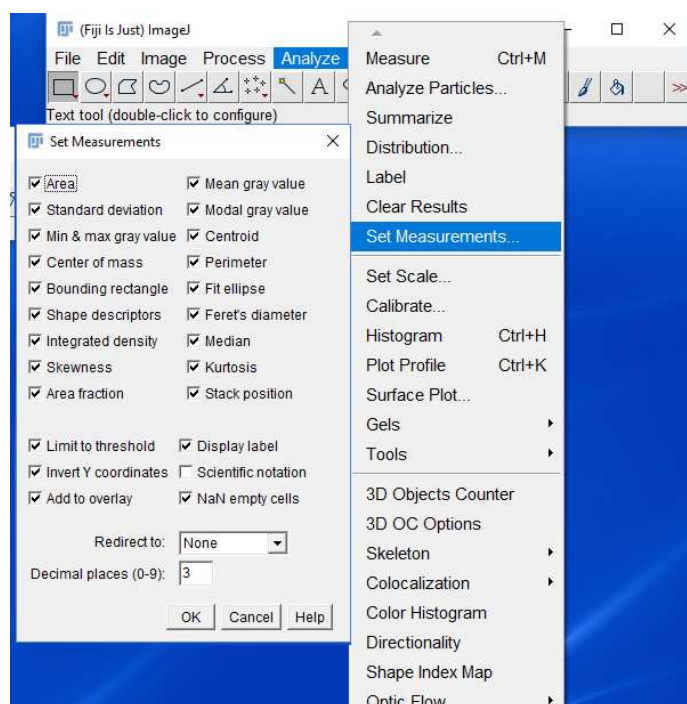 (Fiji Is Just) ImageJ
File Edit Image Process Analyze
Text tool (double-click to configure)
Set Measurements
Area
Mean gray value
Standard deviation
Modal gray value
Min & max gray value
Centroid
Center of mass
Perimeter
Bounding rectangle
Fit ellipse
Shape descriptors
Feret's diameter
Integrated density
Median
Skewness
Kurtosis
Area fraction
Stack position
Limit to threshold
Display label
Invert Y coordinates
Scientific notation
Add to overlay
NaN empty cells
Redirect to: None
Decimal places (0-9): 3
OK Cancel Help
Measure Ctrl+M
Analyze Particles...
Summarize
Distribution...
Label
Clear Results
Set Measurements...
Set Scale...
Calibrate...
Histogram Ctrl+H
Plot Profile Ctrl+K
Surface Plot...
Gels
Tools
3D Objects Counter
3D OC Options
Skeleton
Colocalization
Color Histogram
Directionality
Shape Index Map
Optic Flow